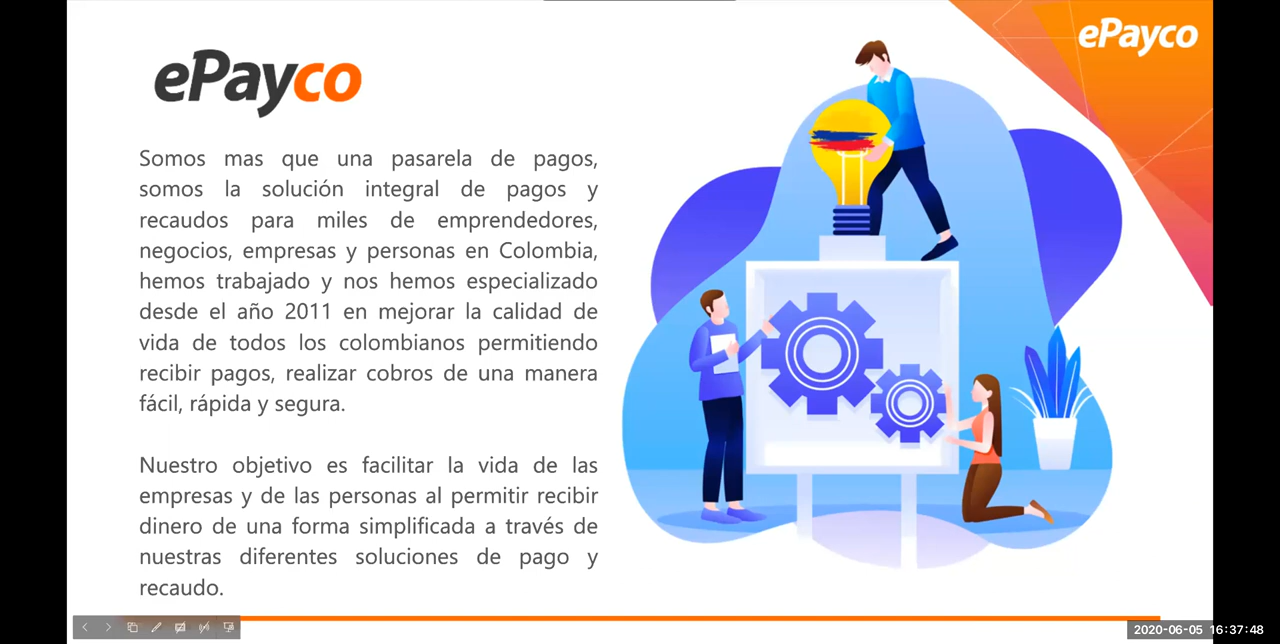 ePayco
ePayco
Somos mas que una pasarela de pagos,
somos la solución integral de pagos y
recaudos para miles de emprendedores,
negocios, empresas y personas en Colombia,
hemos trabajado y nos hemos especializado
desde el año 2011 en mejorar la calidad de
vida de todos los colombianos permitiendo
recibir pagos, realizar cobros de una manera
fácil, rápida y segura.
Nuestro objetivo es facilitar la vida de las
empresas y de las personas al permitir recibir
dinero de una forma simplificada a través de
nuestras diferentes soluciones de pago y
recaudo.
2020-06-05 16:37:48